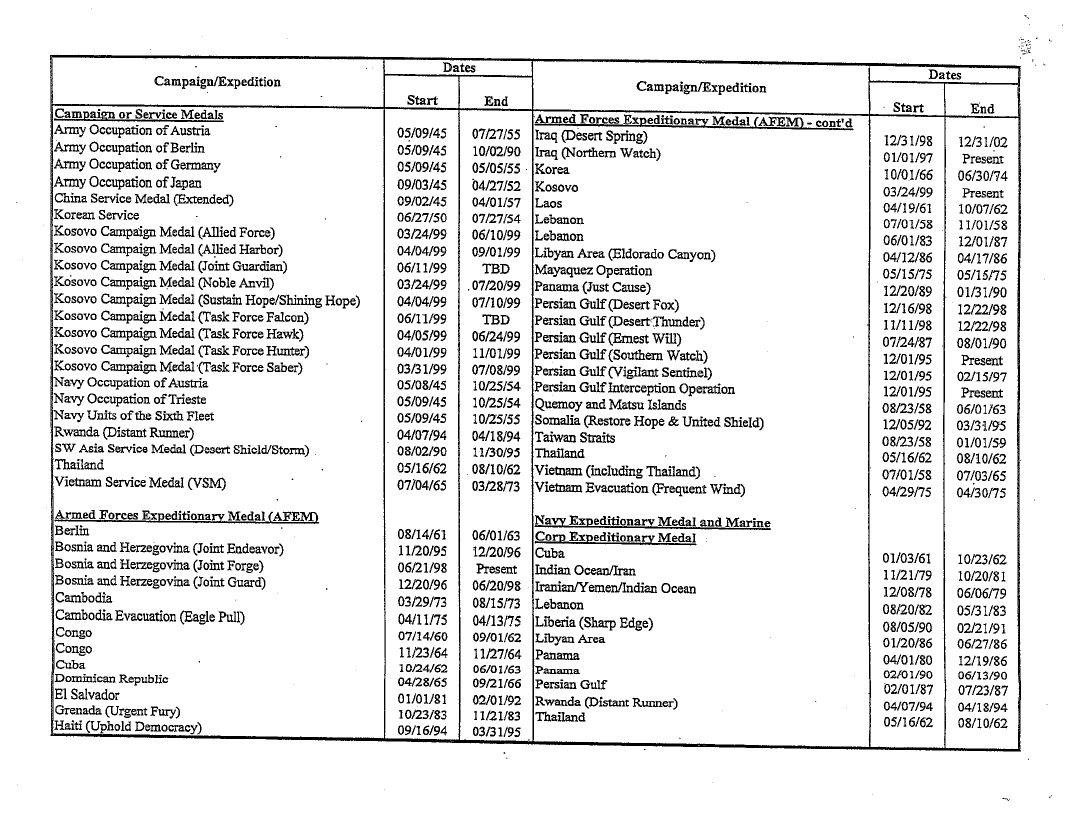 Campaign/Expedition Dates Start End
Campaign or Service Medals
Army Occupation of Austria 05/09/45 07/27/55
Army Occupation of Berlin 05/09/45 10/02/90
Army Occupation of Germany 05/09/45 05/05/55
Army Occupation of Japan 09/03/45 04/27/52
China Service Medal (Extended) 09/02/45 04/01/57
Korean Service 06/27/50 07/27/54
Kosovo Campaign Medal (Allied Force) 03/24/99 06/10/99
Kosovo Campaign Medal (Allied Harbor) 04/04/99 09/01/99
Kosovo Campaign Medal (Joint Guardian) 06/11/99 TBD
Kosovo Campaign Medal (Noble Anvil) 03/24/99 07/20/99
Kosovo Campaign Medal (Sustain Hope/Shining Hope) 04/04/99 07/10/99
Kosovo Campaign Medal (Task Force Falcon) 06/11/99 TBD
Kosovo Campaign Medal (Task Force Hawk) 04/05/99 06/24/99
Kosovo Campaign Medal (Task Force Hunter) 04/01/99 11/01/99
Kosovo Campaign Medal (Task Force Saber) 03/31/99 07/08/99
Navy Occupation of Austria 05/08/45 10/25/54
Navy Occupation of Trieste 05/09/45 10/25/54
Navy Units of the Sixth Fleet 05/09/45 10/25/55
Rwanda (Distant Runner) 04/07/94 04/18/94
SW Asia Service Medal (Desert Shield/Storm) 08/02/90 11/30/95
Thailand 05/16/62 08/10/62
Vietnam Service Medal (VSM) 07/04/65 03/28/73
Armed Forces Expeditionary Medal (AFEM)
Berlin 08/14/61 06/01/63
Bosnia and Herzegovina (Joint Endeavor) 11/20/95 12/20/96
Bosnia and Herzegovina (Joint Forge) 06/21/98 Present
Bosnia and Herzegovina (Joint Guard) 12/20/96 06/20/98
Cambodia 03/29/73 08/15/73
Cambodia Evacuation (Eagle Pull) 04/11/75 04/13/75
Congo 07/14/60 09/01/62
Congo 11/23/64 11/27/64
Cuba 10/24/62 06/01/63
Dominican Republic 04/28/65 09/21/66
El Salvador 01/01/81 02/01/92
Grenada (Urgent Fury) 10/23/83 11/21/83
Haiti (Uphold Democracy) 09/16/94 03/31/95
Campaign/Expedition Dates Start End
Armed Forces Expeditionary Medal (AFEM) - cont'd
Iraq (Desert Spring) 12/31/98 12/31/02
Iraq (Northern Watch) 01/01/97 Present
Korea 10/01/66 06/30/74
Kosovo 03/24/99 Present
Laos 04/19/61 10/07/62
Lebanon 07/01/58 11/01/58
Lebanon 06/01/83 12/01/87
Libyan Area (Eldorado Canyon) 04/12/86 04/17/86
Mayaquez Operation 05/15/75 05/15/75
Panama (Just Cause) 12/20/89 01/31/90
Persian Gulf (Desert Fox) 12/16/98 12/22/98
Persian Gulf (Desert Thunder) 11/11/98 12/22/98
Persian Gulf (Ernest Will) 07/24/87 08/01/90
Persian Gulf (Southern Watch) 12/01/95 Present
Persian Gulf (Vigilant Sentinel) 12/01/95 02/15/97
Persian Gulf Interception Operation 12/01/95 Present
Quemoy and Matsu Islands 08/23/58 06/01/63
Somalia (Restore Hope & United Shield) 12/05/92 03/31/95
Taiwan Straits 08/23/58 01/01/59
Thailand 05/16/62 08/10/62
Vietnam (including Thailand) 07/01/58 07/03/65
Vietnam Evacuation (Frequent Wind) 04/29/75 04/30/75
Navy Expeditionary Medal and Marine
Corp Expeditionary Medal
Cuba 01/03/61 10/23/62
Indian Ocean/Iran 11/21/79 10/20/81
Iranian/Yemen/Indian Ocean 12/08/78 06/06/79
Lebanon 08/20/82 05/31/83
Liberia (Sharp Edge) 08/05/90 02/21/91
Libyan Area 01/20/86 06/27/86
Panama 04/01/80 12/19/86
Panama 02/01/90 06/13/90
Persian Gulf 02/01/87 07/23/87
Rwanda (Distant Runner) 04/07/94 04/18/94
Thailand 05/16/62 08/10/62